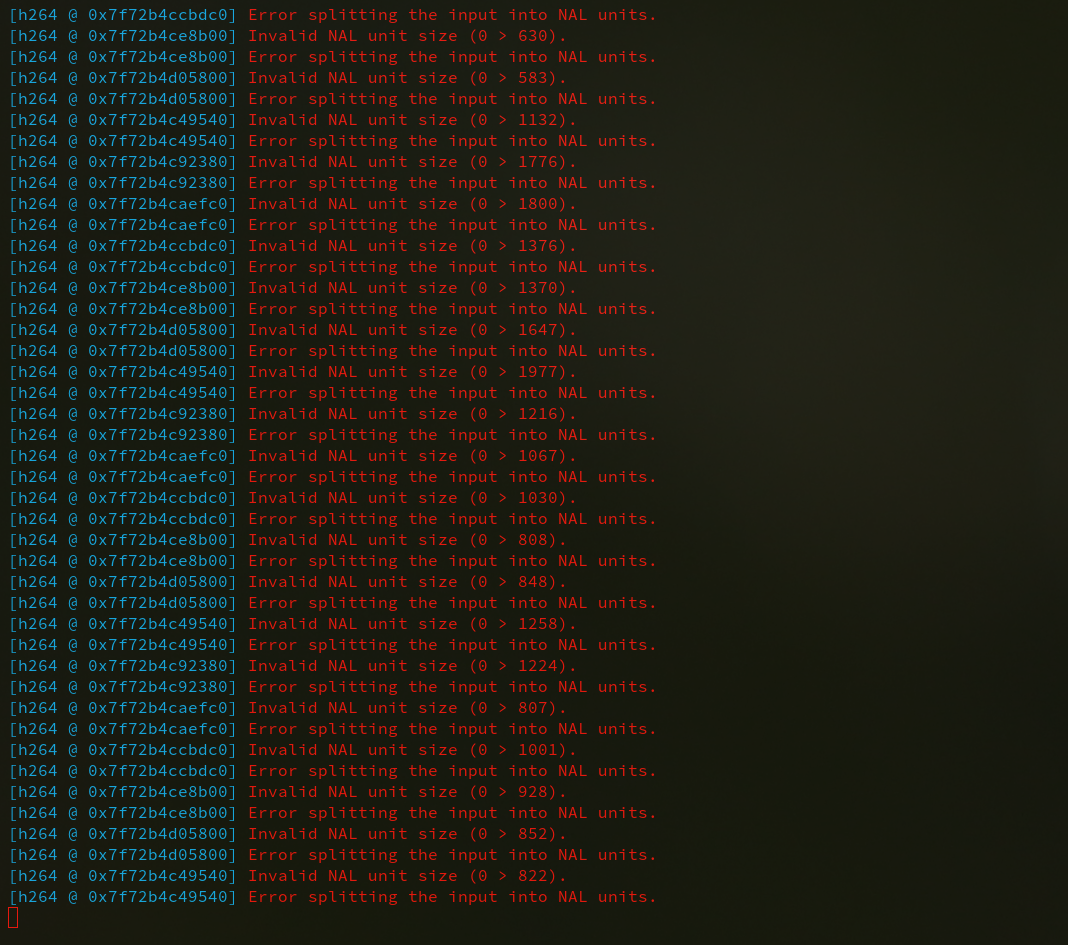 [h264 @ 0x7f72b4ccbdc0] Error splitting the input into NAL units.
[h264 @ 0x7f72b4ce8b00] Invalid NAL unit size (0 > 630).
[h264 @ 0x7f72b4ce8b00] Error splitting the input into NAL units.
[h264 @ 0x7f72b4d05800] Invalid NAL unit size (0 > 583).
[h264 @ 0x7f72b4d05800] Error splitting the input into NAL units.
[h264 @ 0x7f72b4c49540] Invalid NAL unit size (0 > 1132).
[h264 @ 0x7f72b4c49540] Error splitting the input into NAL units.
[h264 @ 0x7f72b4c92380] Invalid NAL unit size (0 > 1776).
[h264 @ 0x7f72b4c92380] Error splitting the input into NAL units.
[h264 @ 0x7f72b4caefc0] Invalid NAL unit size (0 > 1800).
[h264 @ 0x7f72b4caefc0] Error splitting the input into NAL units.
[h264 @ 0x7f72b4ccbdc0] Invalid NAL unit size (0 > 1376).
[h264 @ 0x7f72b4ccbdc0] Error splitting the input into NAL units.
[h264 @ 0x7f72b4ce8b00] Invalid NAL unit size (0 > 1370).
[h264 @ 0x7f72b4ce8b00] Error splitting the input into NAL units.
[h264 @ 0x7f72b4d05800] Invalid NAL unit size (0 > 1647).
[h264 @ 0x7f72b4d05800] Error splitting the input into NAL units.
[h264 @ 0x7f72b4c49540] Invalid NAL unit size (0 > 1977).
[h264 @ 0x7f72b4c49540] Error splitting the input into NAL units.
[h264 @ 0x7f72b4c92380] Invalid NAL unit size (0 > 1216).
[h264 @ 0x7f72b4c92380] Error splitting the input into NAL units.
[h264 @ 0x7f72b4caefc0] Invalid NAL unit size (0 > 1067).
[h264 @ 0x7f72b4caefc0] Error splitting the input into NAL units.
[h264 @ 0x7f72b4ccbdc0] Invalid NAL unit size (0 > 1030).
[h264 @ 0x7f72b4ccbdc0] Error splitting the input into NAL units.
[h264 @ 0x7f72b4ce8b00] Invalid NAL unit size (0 > 808).
[h264 @ 0x7f72b4ce8b00] Error splitting the input into NAL units.
[h264 @ 0x7f72b4d05800] Invalid NAL unit size (0 > 848).
[h264 @ 0x7f72b4d05800] Error splitting the input into NAL units.
[h264 @ 0x7f72b4c49540] Invalid NAL unit size (0 > 1258).
[h264 @ 0x7f72b4c49540] Error splitting the input into NAL units.
[h264 @ 0x7f72b4c92380] Invalid NAL unit size (0 > 1224).
[h264 @ 0x7f72b4c92380] Error splitting the input into NAL units.
[h264 @ 0x7f72b4caefc0] Invalid NAL unit size (0 > 807).
[h264 @ 0x7f72b4caefc0] Error splitting the input into NAL units.
[h264 @ 0x7f72b4ccbdc0] Invalid NAL unit size (0 > 1001).
[h264 @ 0x7f72b4ccbdc0] Error splitting the input into NAL units.
[h264 @ 0x7f72b4ce8b00] Invalid NAL unit size (0 > 928).
[h264 @ 0x7f72b4ce8b00] Error splitting the input into NAL units.
[h264 @ 0x7f72b4d05800] Invalid NAL unit size (0 > 852).
[h264 @ 0x7f72b4d05800] Error splitting the input into NAL units.
[h264 @ 0x7f72b4c49540] Invalid NAL unit size (0 > 822).
[h264 @ 0x7f72b4c49540] Error splitting the input into NAL units.